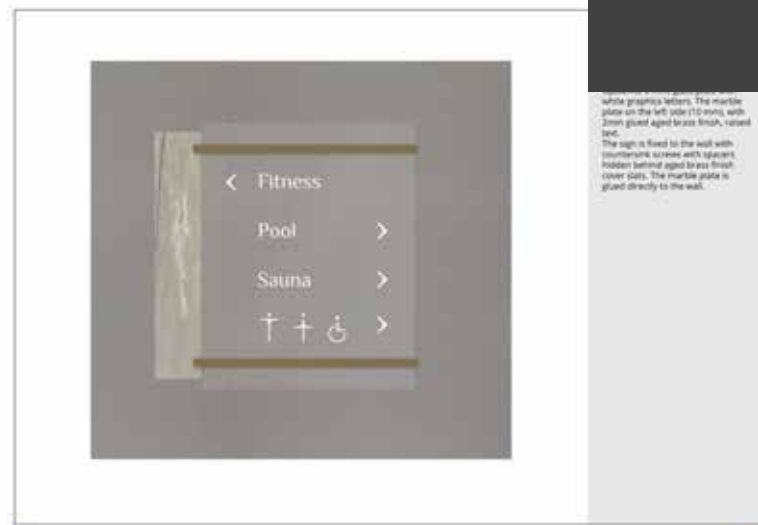 Fitness
Pool
Sauna
white graphics letters. The marble
plate on the left side (10 mm), with
2mm glued aged brass finish, raised
text.
The sign is fixed to the wall with
countersink screws with spacers,
hidden behind aged brass finish
cover slats. The marble plate is
glued directly to the wall.